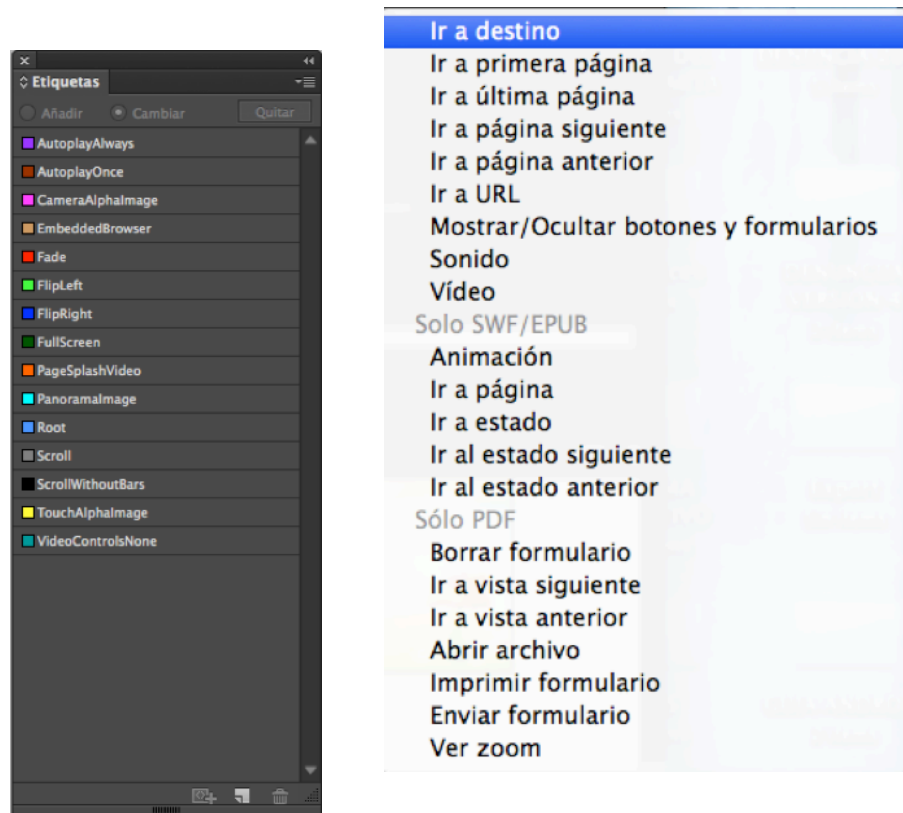 Etiquetas
Añadir Cambiar Quitar
AutoplayAlways
AutoplayOnce
CameraAlphaImage
EmbeddedBrowser
Fade
FlipLeft
FlipRight
FullScreen
PageSplashVideo
PanoramaImage
Root
Scroll
ScrollWithoutBars
TouchAlphaImage
VideoControlsNone
Ir a destino
Ir a primera página
Ir a última página
Ir a página siguiente
Ir a página anterior
Ir a URL
Mostrar/Ocultar botones y formularios
Sonido
Vídeo
Solo SWF/EPUB
Animación
Ir a página
Ir a estado
Ir al estado siguiente
Ir al estado anterior
Sólo PDF
Borrar formulario
Ir a vista siguiente
Ir a vista anterior
Abrir archivo
Imprimir formulario
Enviar formulario
Ver zoom